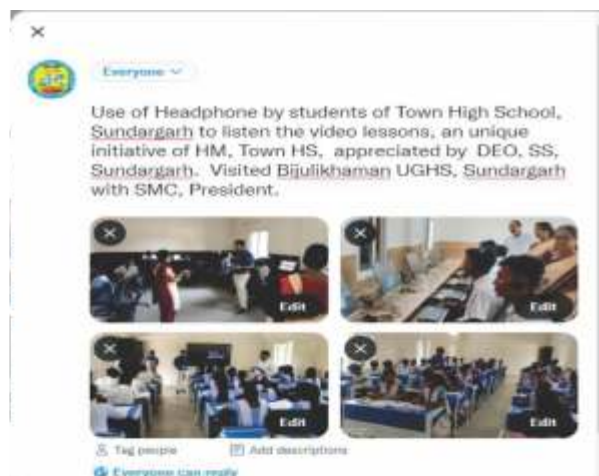 Everyone
Use of Headphone by students of Town High School,
Sundargarh to listen the video lessons, an unique
initiative of HM, Town HS, appreciated by DEO, SS,
Sundargarh. Visited Bijulikhaman UGHS, Sundargarh
with SMC, President.
Edit
Edit
Edit
Edit
Tag people Add descriptions
Everyone can reply